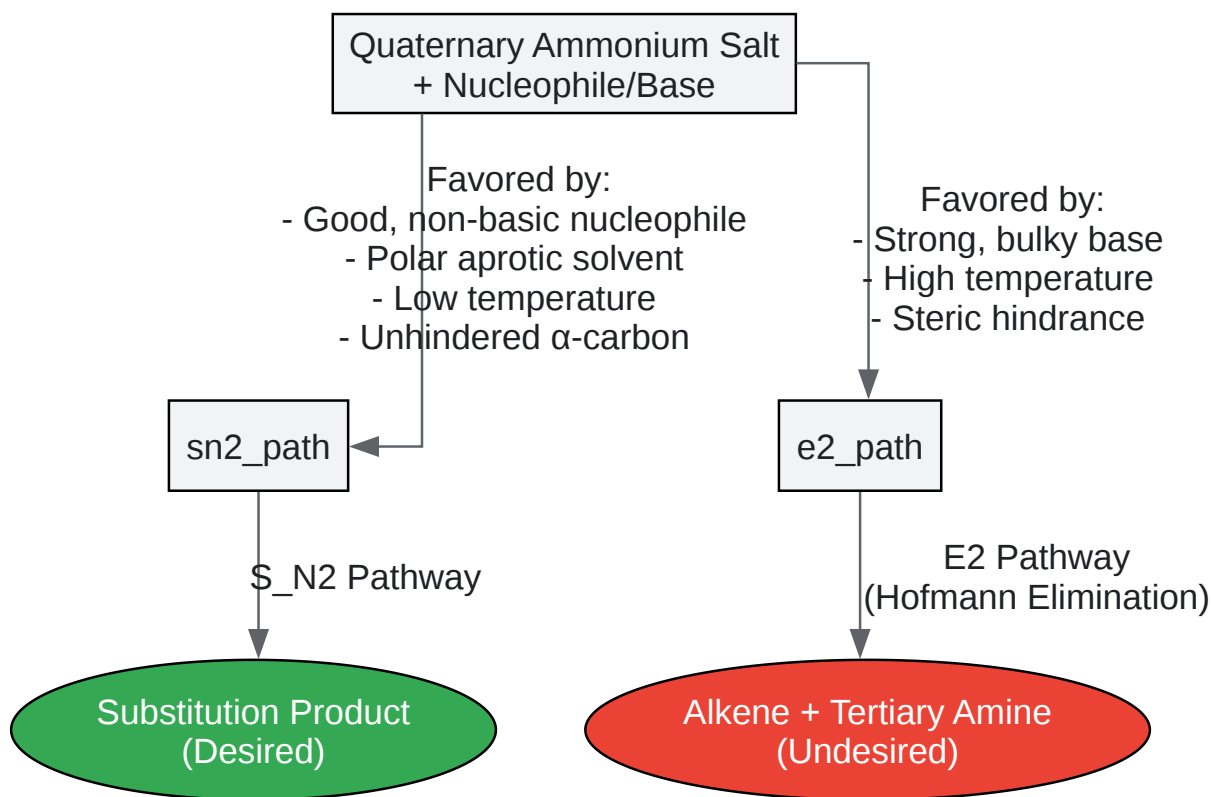 Quaternary Ammonium Salt
+ Nucleophile/Base
Favored by:
- Good, non-basic nucleophile
- Polar aprotic solvent
- Low temperature
- Unhindered α-carbon
Favored by:
- Strong, bulky base
- High temperature
- Steric hindrance
sn2_path
e2_path
S_N2 Pathway
E2 Pathway
(Hofmann Elimination)
Substitution Product
(Desired)
Alkene + Tertiary Amine
(Undesired)